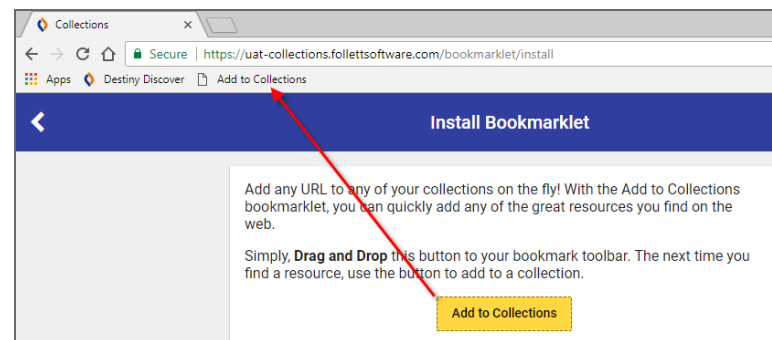 Collections
Secure | https://uat-collections.follettsoftware.com/bookmarklet/install
Apps Destiny Discover Add to Collections
Install Bookmarklet
Add any URL to any of your collections on the fly! With the Add to Collections
bookmarklet, you can quickly add any of the great resources you find on the
web.
Simply, Drag and Drop this button to your bookmark toolbar. The next time you
find a resource, use the button to add to a collection.
Add to Collections